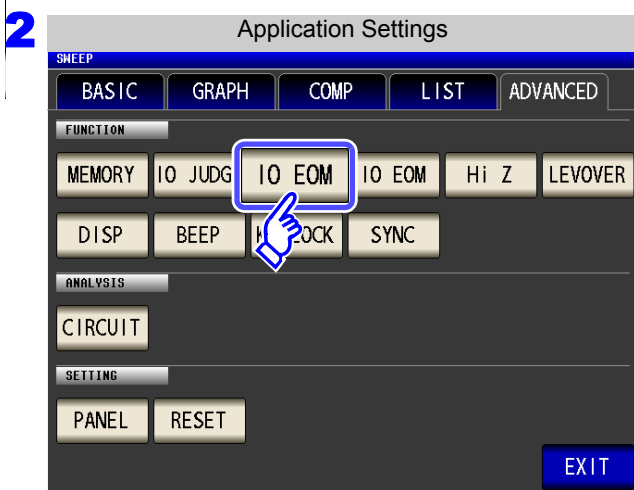 2
Application Settings
SWEEP
BASIC GRAPH COMP LIST ADVANCED
FUNCTION
MEMORY IO JUDG IO EOM IO EOM Hi Z LEVOVER
DISP BEEP SYNC
ANALYSIS
CIRCUIT
SETTING
PANEL RESET
EXIT